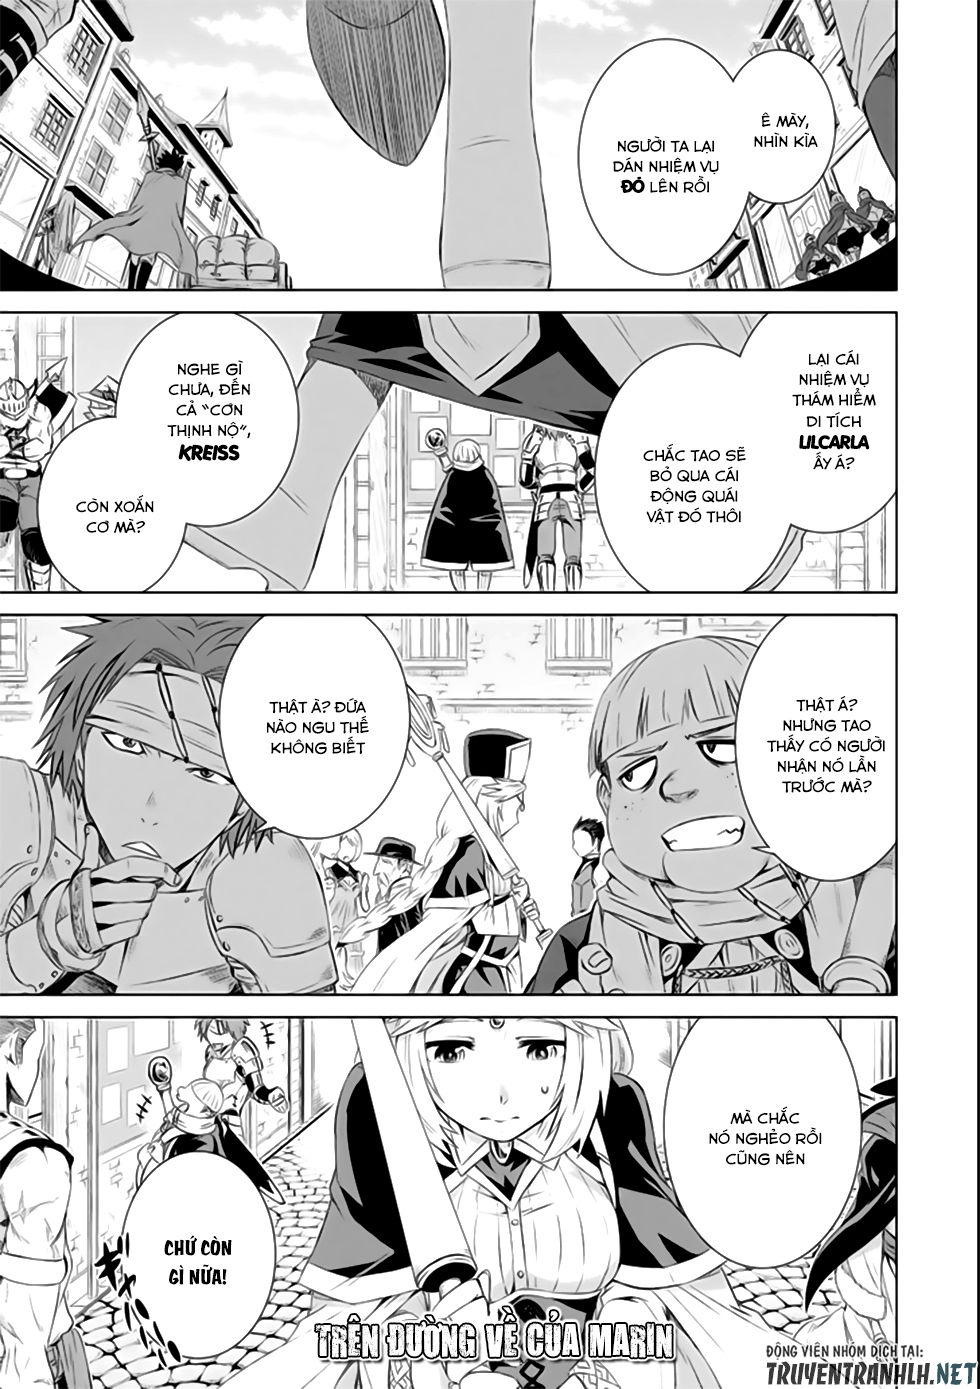 Ê MÀY,
NHÌN KÌA
NGƯỜI TA LẠI
DÁN NHIỆM VỤ
ĐÓ LÊN RỒI
LẠI CÁI
NHIỆM VỤ
THÁM HIỂM
DI TÍCH
LILCARLA
ẤY Á?
CHẮC TAO SẼ
BỎ QUA CÁI
ĐỘNG QUÁI
VẬT ĐÓ THÔI
NGHE GÌ
CHƯA, ĐẾN
CẢ “CƠN
THỊNH NỘ”,
KREISS
CÒN XOẮN
CƠ MÀ?
THẬT Á?
NHƯNG TAO
THẤY CÓ NGƯỜI
NHẬN NÓ LẦN
TRƯỚC MÀ?
THẬT À? ĐỨA
NÀO NGU THẾ
KHÔNG BIẾT
MÀ CHẮC
NÓ NGHẺO RỒI
CŨNG NÊN
CHỨ CÒN
GÌ NỮA!
TRÊN ĐƯỜNG VỀ CỦA MARIN
ĐỘNG VIÊN NHÓM DỊCH TẠI:
TRUYENTRANHLH.NET